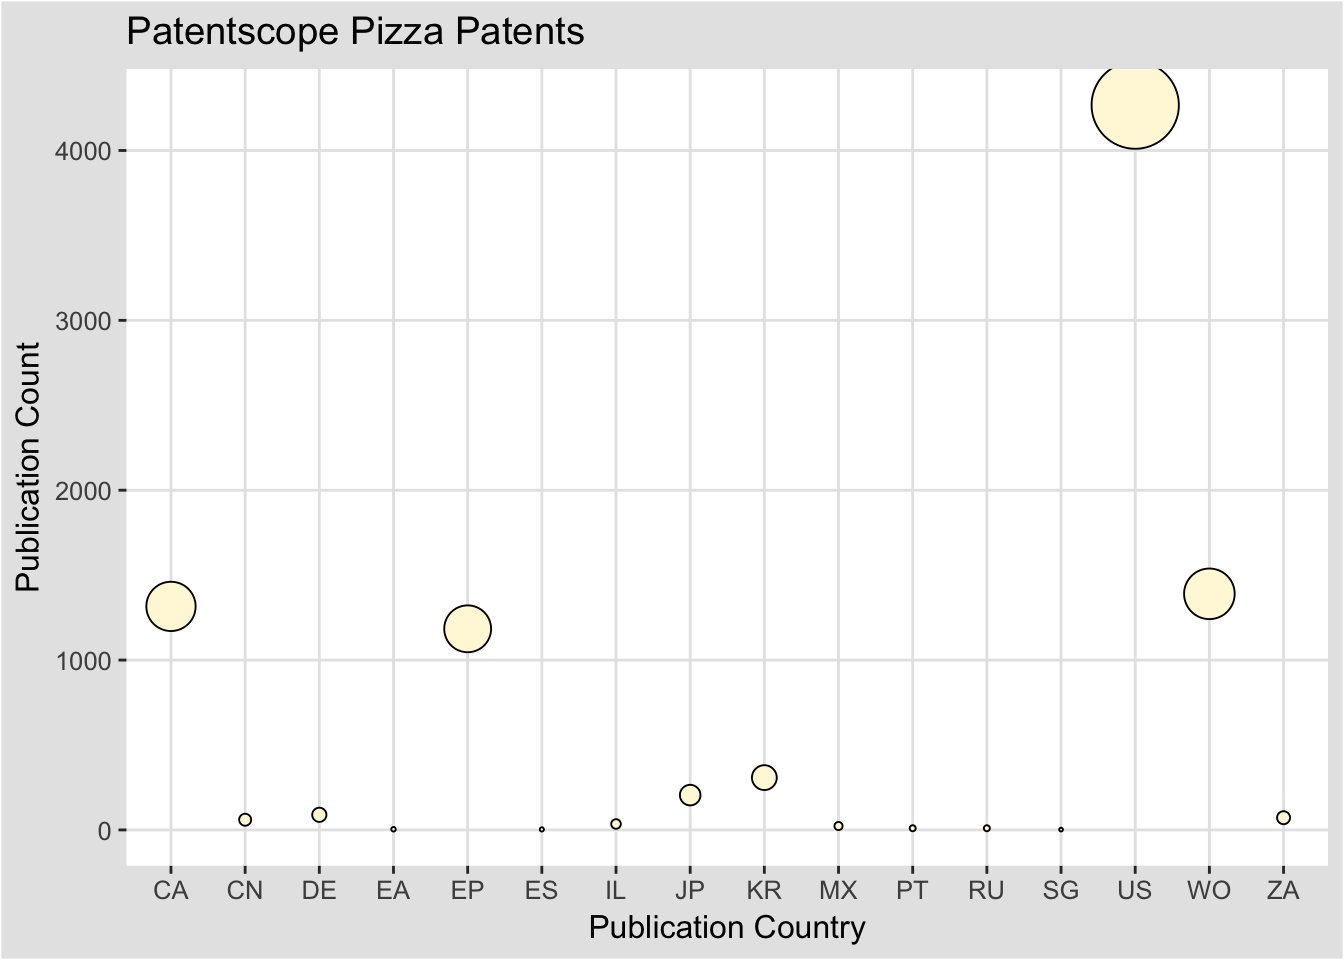 Patentscope Pizza Patents
Publication Count
4000
3000
2000
1000
0
CA CN DE EA EP ES IL JP KR MX PT RU SG US WO ZA
Publication Country